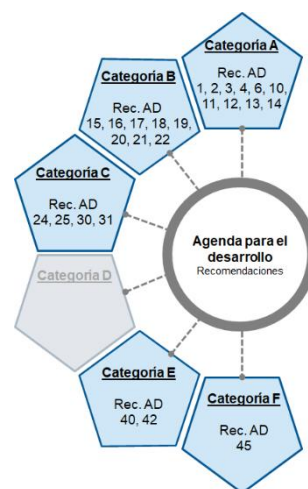 Categoría A
Rec. AD
1, 2, 3, 4, 6, 10,
11, 12, 13, 14
Categoría B
Rec. AD
15, 16, 17, 18, 19,
20, 21, 22
Categoría C
Rec. AD
24, 25, 30, 31
Categoría D
Categoría E
Rec. AD
40, 42
Categoría F
Rec. AD
45
Agenda para el
desarrollo
Recomendaciones